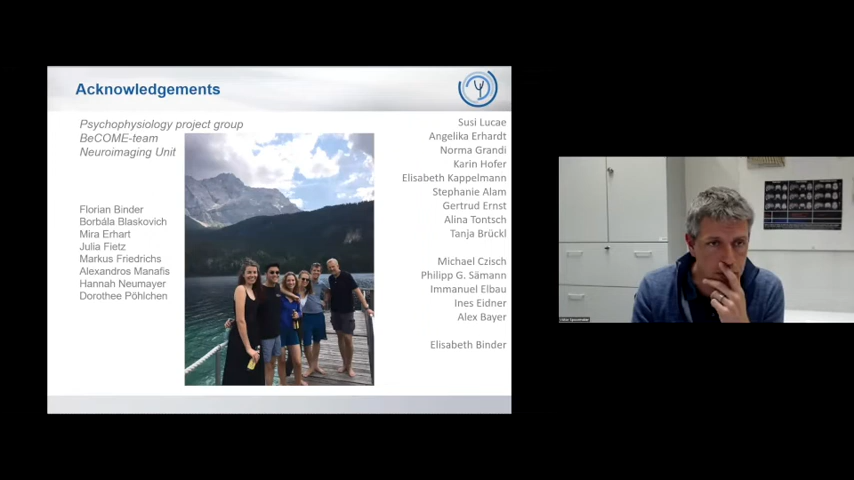 Acknowledgements
Psychophysiology project group
BeCOME-team
Neuroimaging Unit
Florian Binder
Borbála Blaskovich
Mira Erhart
Julia Fietz
Markus Friedrichs
Alexandros Manafis
Hannah Neumayer
Dorothee Pöhlchen
Susi Lucae
Angelika Erhardt
Norma Grandi
Karin Hofer
Elisabeth Kappelmann
Stephanie Alam
Gertrud Ernst
Alina Tontsch
Tanja Brückl
Michael Czisch
Philipp G. Sämann
Immanuel Elbau
Ines Eidner
Alex Bayer
Elisabeth Binder